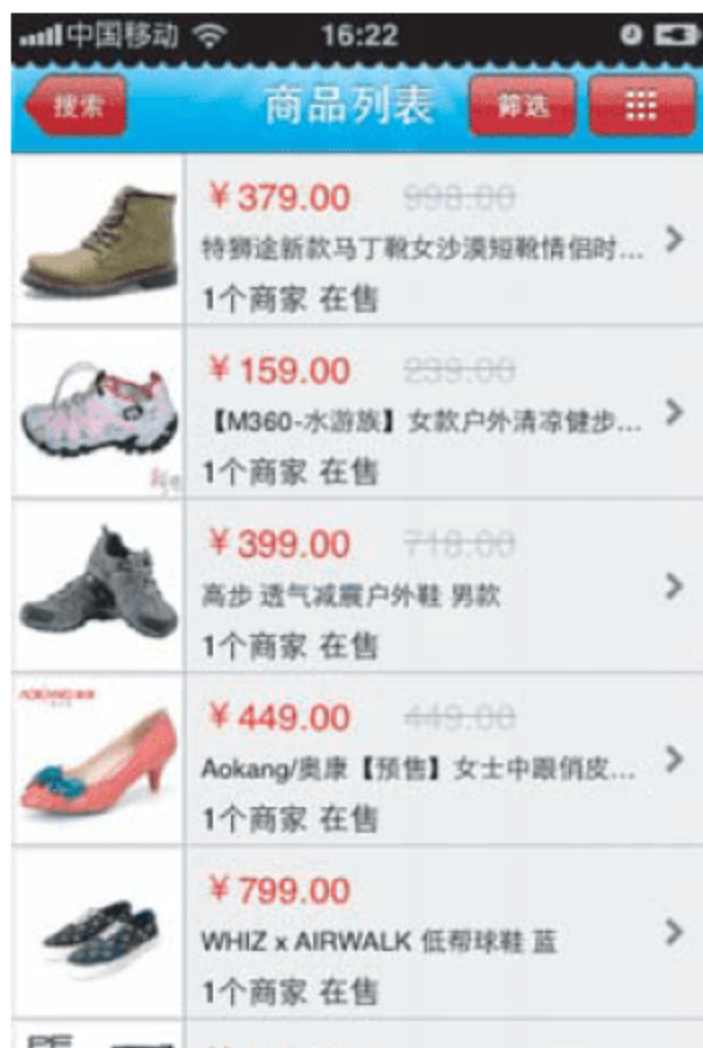 中国移动 16:22
搜索 商品列表 筛选
¥379.00 998.00
特狮途新款马丁靴女沙漠短靴情侣时...
1个商家 在售
¥159.00 239.00
【M360-水游族】女款户外清凉健步...
1个商家 在售
¥399.00 718.00
高步 透气减震户外鞋 男款
1个商家 在售
¥449.00 449.00
Aokang/奥康【预售】女士中跟俏皮...
1个商家 在售
¥799.00
WHIZ x AIRWALK 低帮球鞋 蓝
1个商家 在售